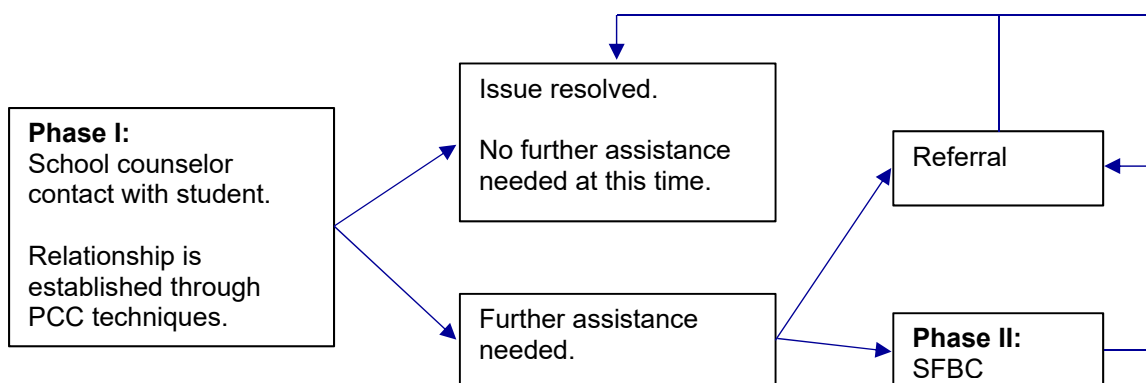 Phase I:
School counselor
contact with student.
Relationship is
established through
PCC techniques.
Issue resolved.
No further assistance
needed at this time.
Further assistance
needed.
Referral
Phase II:
SFBC